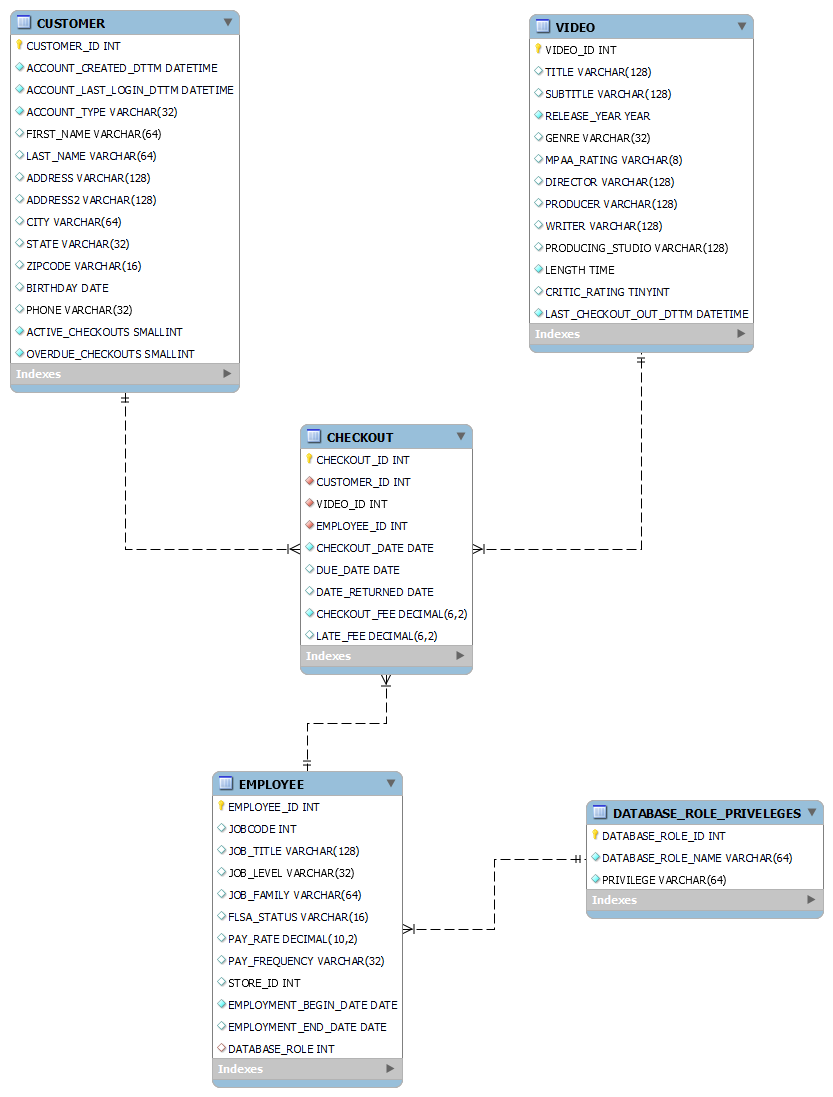 CUSTOMER
CUSTOMER_ID INT
ACCOUNT_CREATED_DTTM DATETIME
ACCOUNT_LAST_LOGIN_DTTM DATETIME
ACCOUNT_TYPE VARCHAR(32)
FIRST_NAME VARCHAR(64)
LAST_NAME VARCHAR(64)
ADDRESS VARCHAR(128)
ADDRESS2 VARCHAR(128)
CITY VARCHAR(64)
STATE VARCHAR(32)
ZIPCODE VARCHAR(16)
BIRTHDAY DATE
PHONE VARCHAR(32)
ACTIVE_CHECKOUTS SMALLINT
OVERDUE_CHECKOUTS SMALLINT
Indexes
VIDEO
VIDEO_ID INT
TITLE VARCHAR(128)
SUBTITLE VARCHAR(128)
RELEASE_YEAR YEAR
GENRE VARCHAR(32)
MPAA_RATING VARCHAR(8)
DIRECTOR VARCHAR(128)
PRODUCER VARCHAR(128)
WRITER VARCHAR(128)
PRODUCING_STUDIO VARCHAR(128)
LENGTH TIME
CRITIC_RATING TINYINT
LAST_CHECKOUT_OUT_DTTM DATETIME
Indexes
CHECKOUT
CHECKOUT_ID INT
CUSTOMER_ID INT
VIDEO_ID INT
EMPLOYEE_ID INT
CHECKOUT_DATE DATE
DUE_DATE DATE
DATE_RETURNED DATE
CHECKOUT_FEE DECIMAL(6,2)
LATE_FEE DECIMAL(6,2)
Indexes
EMPLOYEE
EMPLOYEE_ID INT
JOBCODE INT
JOB_TITLE VARCHAR(128)
JOB_LEVEL VARCHAR(32)
JOB_FAMILY VARCHAR(64)
FLSA_STATUS VARCHAR(16)
PAY_RATE DECIMAL(10,2)
PAY_FREQUENCY VARCHAR(32)
STORE_ID INT
EMPLOYMENT_BEGIN_DATE DATE
EMPLOYMENT_END_DATE DATE
DATABASE_ROLE INT
Indexes
DATABASE_ROLE_PRIVELEGES
DATABASE_ROLE_ID INT
DATABASE_ROLE_NAME VARCHAR(64)
PRIVILEGE VARCHAR(64)
Indexes